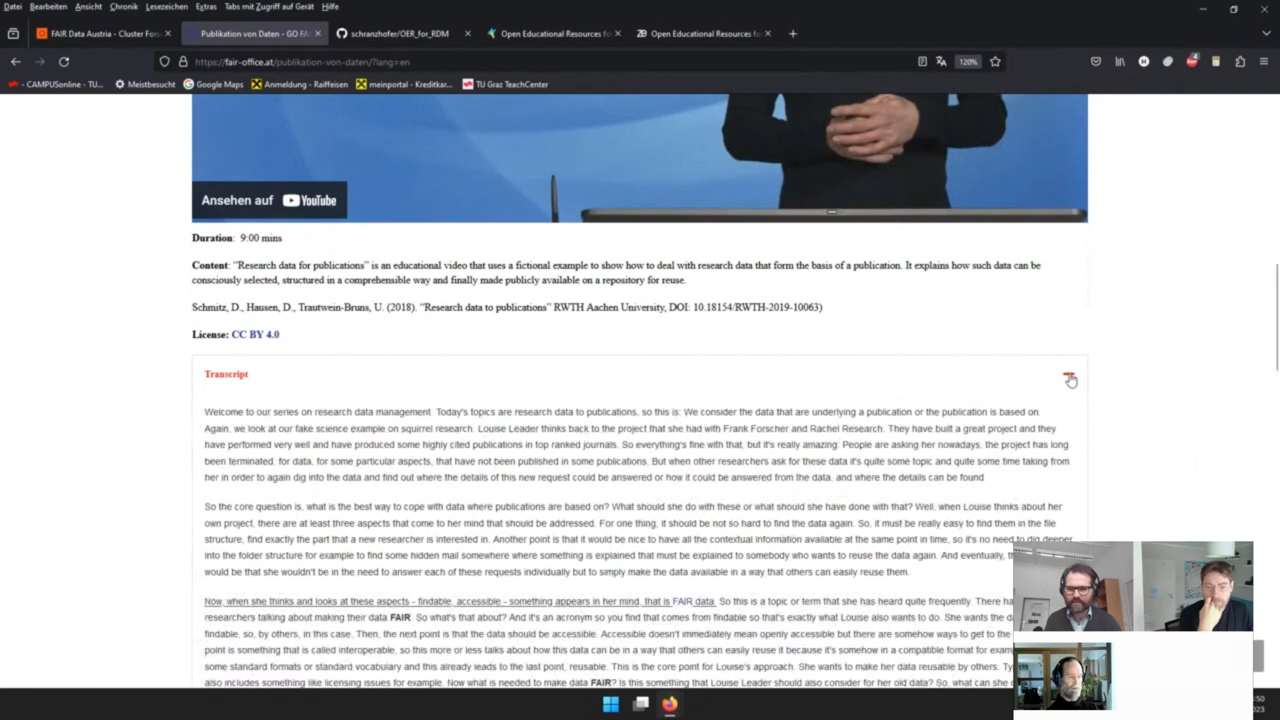 Datei Bearbeiten Ansicht Chronik Lesezeichen Extras Tabs mit Zugriff auf Gerät Hilfe
FAIR Data Austria - Cluster For
Publikation von Daten - GO FA
schranzhofer/OER_for_RDM
Open Educational Resources fo
Open Educational Resources fo
https://fair-office.at/publikation-von-daten/?lang=en
120%
- CAMPUSonline - TU... Meistbesucht Google Maps Anmeldung - Raiffeisen meinportal - Kreditkar... TU Graz TeachCenter
Ansehen auf YouTube
Duration: 9:00 mins
Content: “Research data for publications” is an educational video that uses a fictional example to show how to deal with research data that form the basis of a publication. It explains how such data can be
consciously selected, structured in a comprehensible way and finally made publicly available on a repository for reuse.
Schmitz, D., Hausen, D., Trautwein-Bruns, U. (2018). “Research data to publications” RWTH Aachen University, DOI: 10.18154/RWTH-2019-10063)
License: CC BY 4.0
Transcript
Welcome to our series on research data management. Today's topics are research data to publications, so this is: We consider the data that are underlying a publication or the publication is based on.
Again, we look at our fake science example on squirrel research. Louise Leader thinks back to the project that she had with Frank Forscher and Rachel Research. They have built a great project and they
have performed very well and have produced some highly cited publications in top ranked journals. So everything's fine with that, but it's really amazing: People are asking her nowadays, the project has long
been terminated, for data, for some particular aspects, that have not been published in some publications. But when other researchers ask for these data it's quite some topic and quite some time taking from
her in order to again dig into the data and find out where the details of this new request could be answered or how it could be answered from the data, and where the details can be found.
So the core question is, what is the best way to cope with data where publications are based on? What should she do with these or what should she have done with that? Well, when Louise thinks about her
own project, there are at least three aspects that come to her mind that should be addressed. For one thing, it should be not so hard to find the data again. So, it must be really easy to find them in the file
structure, find exactly the part that a new researcher is interested in. Another point is that it would be nice to have all the contextual information available at the same point in time, so it's no need to dig deeper
into the folder structure for example to find some hidden mail somewhere where something is explained that must be explained to somebody who wants to reuse the data again. And eventually, the
would be that she wouldn't be in the need to answer each of these requests individually but to simply make the data available in a way that others can easily reuse them.
Now, when she thinks and looks at these aspects - findable, accessible - something appears in her mind, that is FAIR data. So this is a topic or term that she has heard quite frequently. There ha
researchers talking about making their data FAIR. So what's that about? And it's an acronym so you find that comes from findable so that's exactly what Louise also wants to do. She wants the d
findable, so, by others, in this case. Then, the next point is that the data should be accessible. Accessible doesn't immediately mean openly accessible but there are somehow ways to get to the
point is something that is called interoperable, so this more or less talks about how this data can be in a way that others can easily reuse it because it's somehow in a compatible format for exam
some standard formats or standard vocabulary and this already leads to the last point, reusable. This is the core point for Louise's approach. She wants to make her data reusable by others. Ty
also includes something like licensing issues for example. Now what is needed to make data FAIR? Is this something that Louise Leader should also consider for her old data? So, what can she